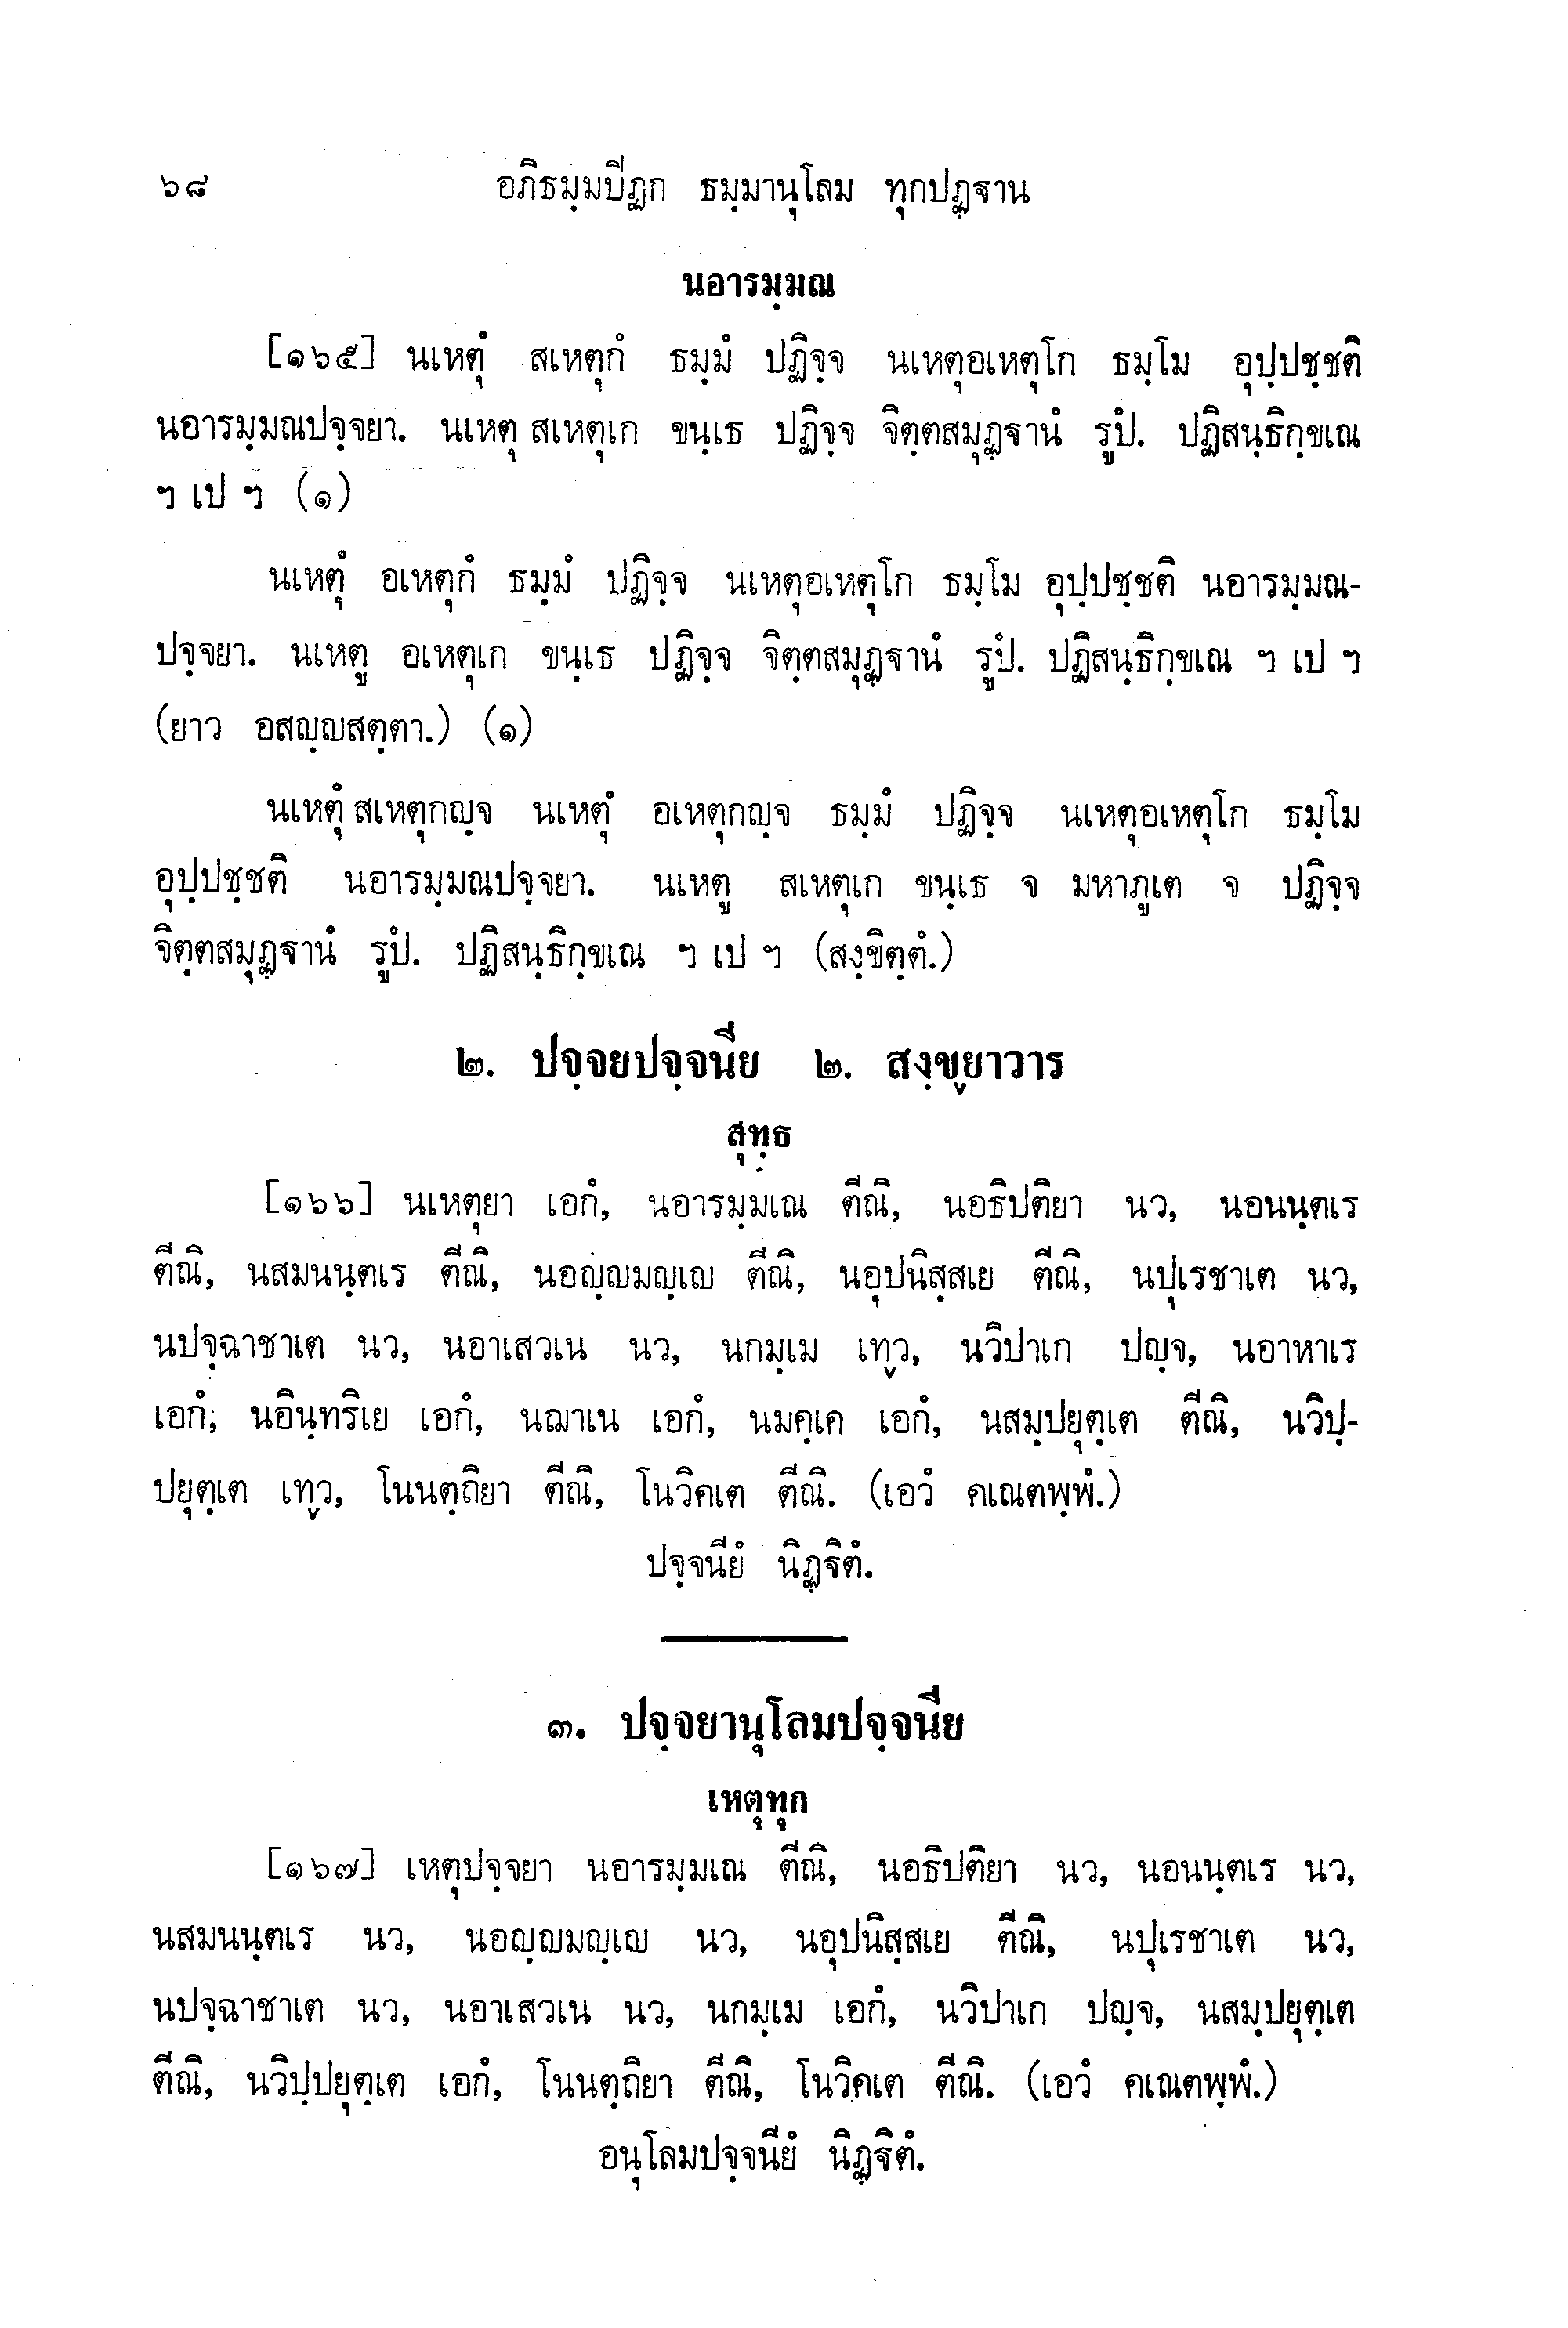 ๖๘ อภิธมฺมปีฏก ธมฺมานุโลม ทุกปฏฺฐาน
นอารมฺมณ
[๑๖๕] นเหตุํ สเหตุกํ ธมฺมํ ปฏิจฺจ นเหตุอเหตุโก ธมฺโม อุปฺปชฺชติ
นอารมฺมณปจฺจยา. นเหตุ สเหตุเก ขนฺเธ ปฏิจฺจ จิตฺตสมุฏฺฐานํ รูปํ. ปฏิสนฺธิกฺขเณ
ฯ เป ฯ (๑)
นเหตุํ อเหตุกํ ธมฺมํ ปฏิจฺจ นเหตุอเหตุโก ธมฺโม อุปฺปชฺชติ นอารมฺมณ-
ปจฺจยา. นเหตู อเหตุเก ขนฺเธ ปฏิจฺจ จิตฺตสมุฏฺฐานํ รูปํ. ปฏิสนฺธิกฺขเณ ฯ เป ฯ
(ยาว อสญฺญสตฺตา.) (๑)
นเหตุํ สเหตุกญฺจ นเหตุํ อเหตุกญฺจ ธมฺมํ ปฏิจฺจ นเหตุอเหตุโก ธมฺโม
อุปฺปชฺชติ นอารมฺมณปจฺจยา. นเหตู สเหตุเก ขนฺเธ จ มหาภูเต จ ปฏิจฺจ
จิตฺตสมุฏฺฐานํ รูปํ. ปฏิสนฺธิกฺขเณ ฯ เป ฯ (สงฺขิตฺตํ.)
๒. ปจฺจยปจฺจนีย ๒. สงฺขฺยาวาร
สุทฺธ
[๑๖๖] นเหตุยา เอกํ, นอารมฺมเณ ตีณิ, นอธิปติยา นว, นอนนฺตเร
ตีณิ, นสมนนฺตเร ตีณิ, นอญฺญมญฺเญ ตีณิ, นอุปนิสฺสเย ตีณิ, นปุเรชาเต นว,
นปจฺฉาชาเต นว, นอาเสวเน นว, นกมฺเม เทฺว, นวิปาเก ปญฺจ, นอาหาเร
เอกํ, นอินฺทริเย เอกํ, นฌาเน เอกํ, นมคฺเค เอกํ, นสมฺปยุตฺเต ตีณิ, นวิปฺ-
ปยุตฺเต เทฺว, โนนตฺถิยา ตีณิ, โนวิคเต ตีณิ. (เอวํ คเณตพฺพํ.)
ปจฺจนียํ นิฏฺฐิตํ.
๓. ปจฺจยานุโลมปจฺจนีย
เหตุทุก
[๑๖๗] เหตุปจฺจยา นอารมฺมเณ ตีณิ, นอธิปติยา นว, นอนนฺตเร นว,
นสมนนฺตเร นว, นอญฺญมญฺเญ นว, นอุปนิสฺสเย ตีณิ, นปุเรชาเต นว,
นปจฺฉาชาเต นว, นอาเสวเน นว, นกมฺเม เอกํ, นวิปาเก ปญฺจ, นสมฺปยุตฺเต
ตีณิ, นวิปฺปยุตฺเต เอกํ, โนนตฺถิยา ตีณิ, โนวิคเต ตีณิ. (เอวํ คเณตพฺพํ.)
อนุโลมปจฺจนียํ นิฏฺฐิตํ.